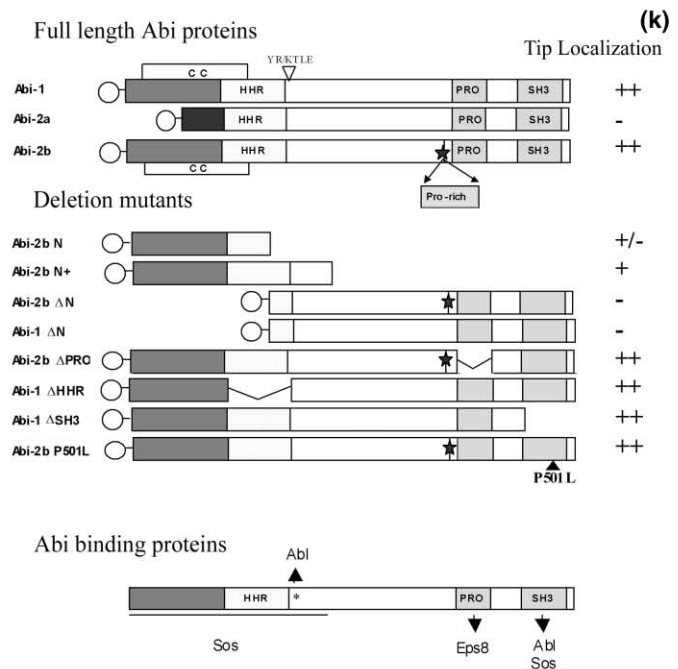 (k)
Full length Abi proteins
Tip Localization
YR/KTLE
C C
Abi-1 HHR PRO SH3 ++
Abi-2a HHR PRO SH3 -
Abi-2b HHR PRO SH3 ++
C C
Pro-rich
Deletion mutants
Abi-2b N +/-
Abi-2b N+ +
Abi-2b ΔN -
Abi-1 ΔN -
Abi-2b ΔPRO ++
Abi-1 ΔHHR ++
Abi-1 ΔSH3 ++
Abi-2b P501L ++
P501L
Abi binding proteins
Abl
HHR * PRO SH3
Sos Eps8 Abl
Sos